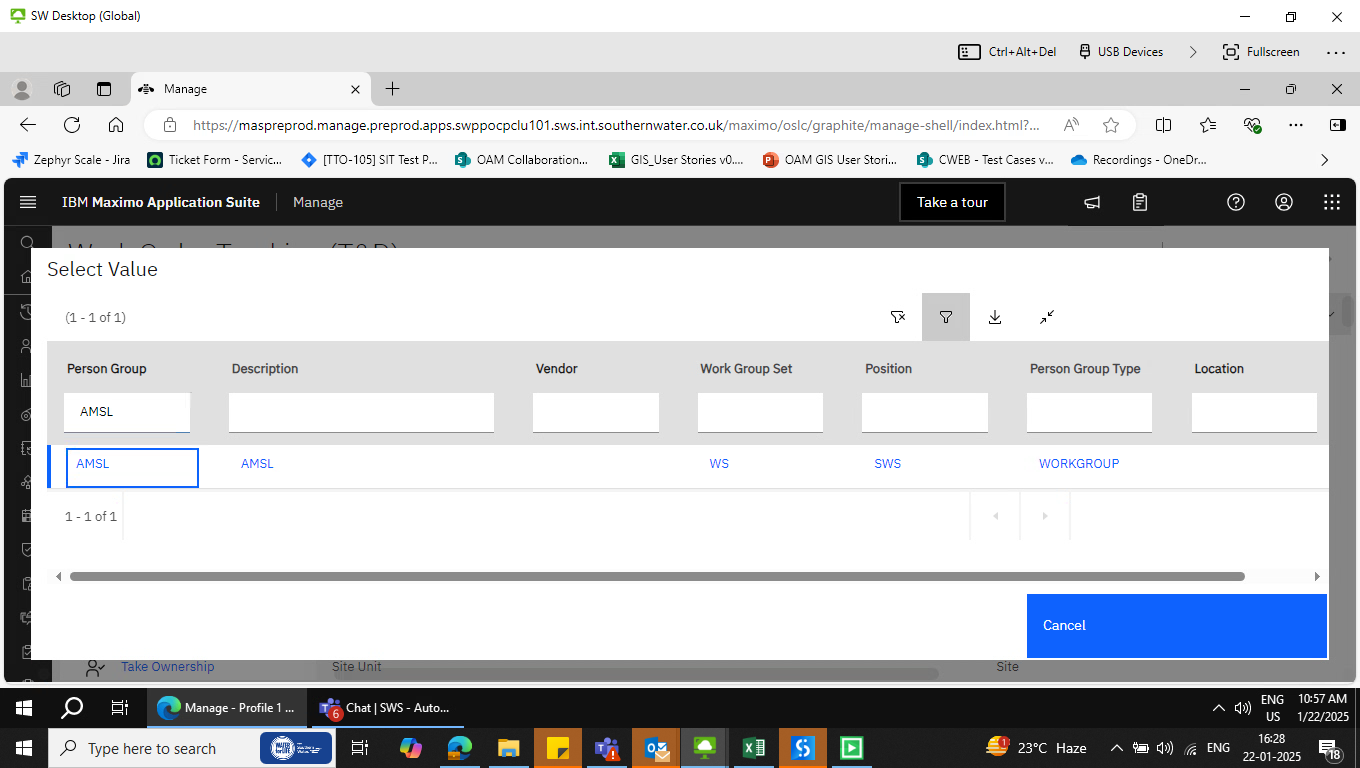 SW Desktop (Global)
Ctrl+Alt+Del USB Devices Fullscreen
Manage
https://maspreprod.manage.preprod.apps.swppocpclu101.sws.int.southernwater.co.uk/maximo/oslc/graphite/manage-shell/index.html?...
Zephyr Scale - Jira Ticket Form - Servic... [TTO-105] SIT Test P... OAM Collaboration... GIS_User Stories v0.... OAM GIS User Stori... CWEB - Test Cases v... Recordings - OneDr...
IBM Maximo Application Suite Manage Take a tour
Select Value
(1 - 1 of 1)
Person Group Description Vendor Work Group Set Position Person Group Type Location
AMSL
AMSL AMSL WS SWS WORKGROUP
1 - 1 of 1
Cancel
Take Ownership Site Unit Site
Manage - Profile 1 ... 6 Chat | SWS - Auto... ENG US 10:57 AM 1/22/2025
Type here to search 1 23°C Haze ENG 16:28 22-01-2025 18